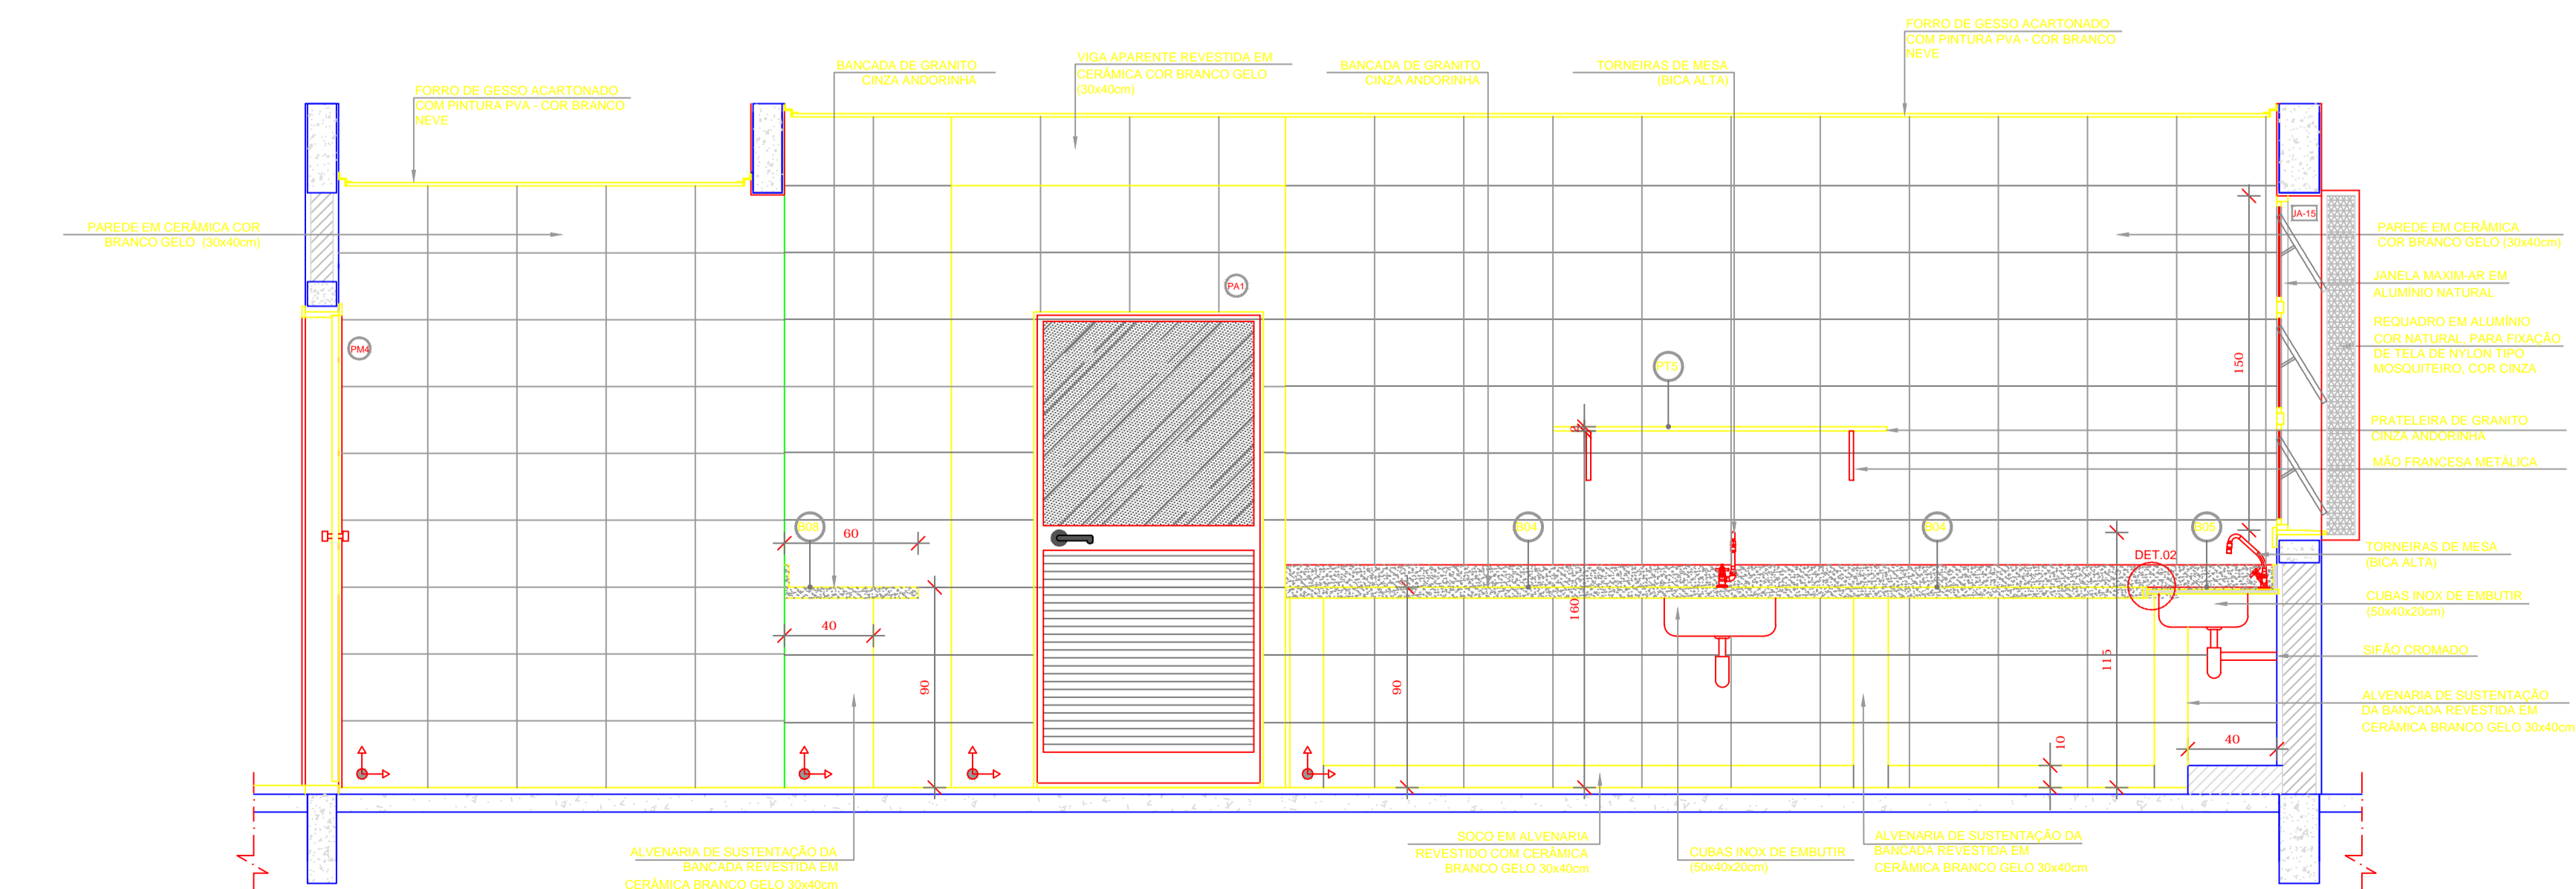 FORRO DE GESSO ACARTONADO
COM PINTURA PVA - COR BRANCO
NEVE
BANCADA DE GRANITO
CINZA ANDORINHA
VIGA APARENTE REVESTIDA EM
CERÂMICA COR BRANCO GELO
(30x40cm)
BANCADA DE GRANITO
CINZA ANDORINHA
TORNEIRAS DE MESA
(BICA ALTA)
FORRO DE GESSO ACARTONADO
COM PINTURA PVA - COR BRANCO
NEVE
PAREDE EM CERÂMICA COR
BRANCO GELO (30x40cm)
JA-15
PAREDE EM CERÂMICA
COR BRANCO GELO (30x40cm)
JANELA MAXIM-AR EM
ALUMÍNIO NATURAL
PA1
PM4
REQUADRO EM ALUMÍNIO
COR NATURAL, PARA FIXAÇÃO
DE TELA DE NYLON TIPO
MOSQUITEIRO, COR CINZA
150
PT5
PRATELEIRA DE GRANITO
CINZA ANDORINHA
MÃO FRANCESA METÁLICA
B08
60
B04
B04
B05
DET.02
TORNEIRAS DE MESA
(BICA ALTA)
CUBAS INOX DE EMBUTIR
(50x40x20cm)
40
160
115
SIFÃO CROMADO
90
90
ALVENARIA DE SUSTENTAÇÃO
DA BANCADA REVESTIDA EM
CERÂMICA BRANCO GELO 30x40cm
10
40
ALVENARIA DE SUSTENTAÇÃO DA
BANCADA REVESTIDA EM
CERÂMICA BRANCO GELO 30x40cm
SOCO EM ALVENARIA
REVESTIDO COM CERÂMICA
BRANCO GELO 30x40cm
CUBAS INOX DE EMBUTIR
(50x40x20cm)
ALVENARIA DE SUSTENTAÇÃO DA
BANCADA REVESTIDA EM
CERÂMICA BRANCO GELO 30x40cm